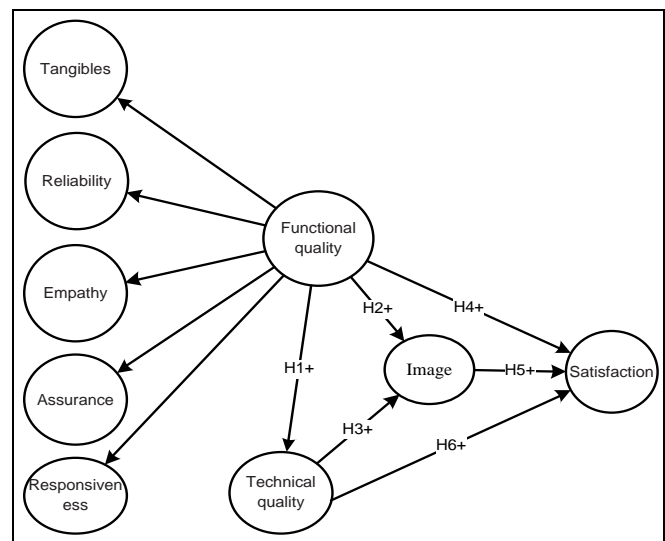 Tangibles
Reliability
Empathy
Assurance
Responsiven
ess
Functional
quality
H2+
H4+
H1+
Image
H5+
Satisfaction
H3+
H6+
Technical
quality